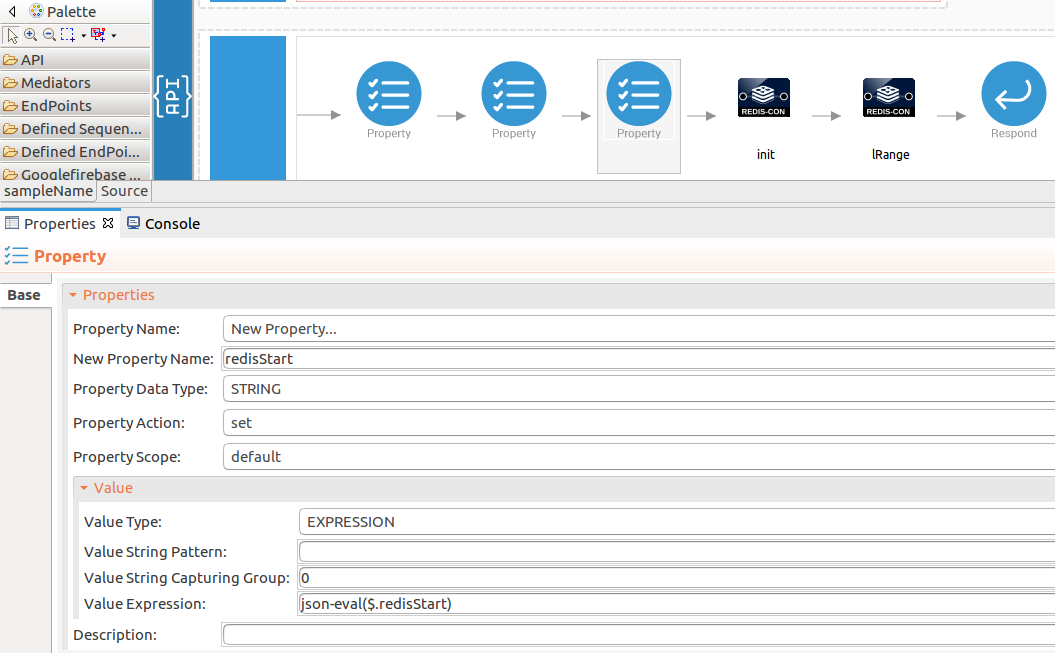 Palette
API
Mediators
EndPoints
Defined Sequen...
Defined EndPoi...
Googlefirebase ...
{API}
Property
Property
Property
REDIS-CON
init
REDIS-CON
lRange
Respond
sampleName
Source
Properties
Console
Property
Base
Properties
Property Name: New Property...
New Property Name: redisStart
Property Data Type: STRING
Property Action: set
Property Scope: default
Value
Value Type: EXPRESSION
Value String Pattern:
Value String Capturing Group: 0
Value Expression: json-eval($.redisStart)
Description: